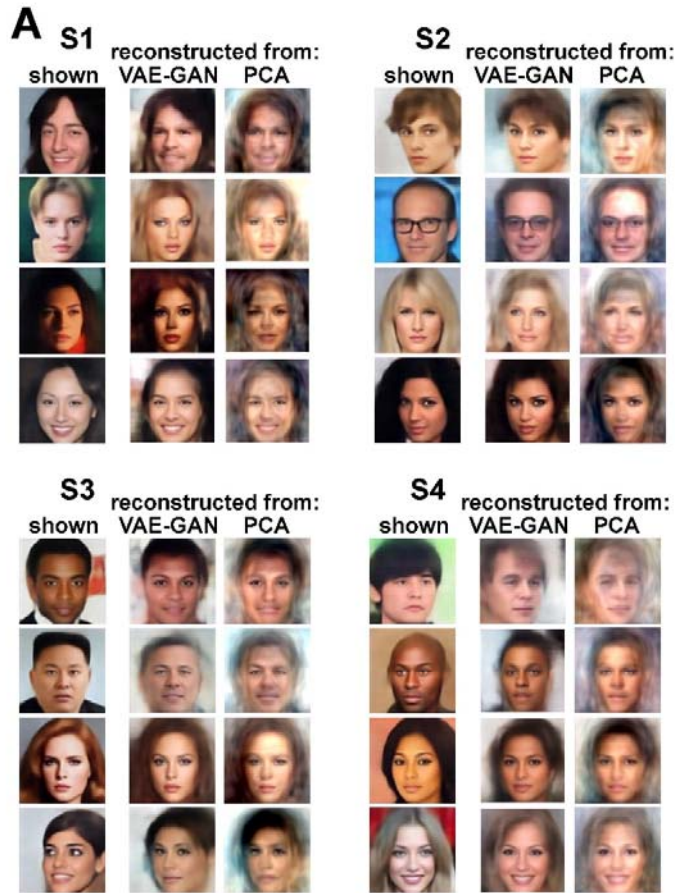 A
S1
reconstructed from:
shown VAE-GAN PCA
S2
reconstructed from:
shown VAE-GAN PCA
S3
reconstructed from:
shown VAE-GAN PCA
S4
reconstructed from:
shown VAE-GAN PCA